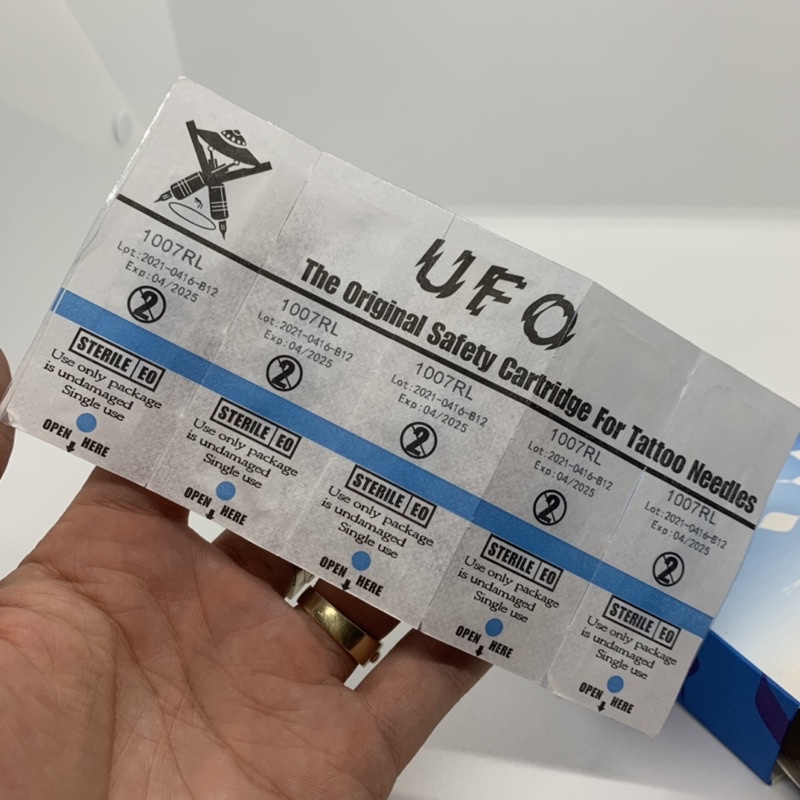 UFO
The Original Safety Cartridge For Tattoo Needles
1007RL
Lot:2021-0416-B12
Exp:04/2025
2
STERILE EO
Use only package
is undamaged
Single use
OPEN HERE
1007RL
Lot:2021-0416-B12
Exp:04/2025
2
STERILE EO
Use only package
is undamaged
Single use
OPEN HERE
1007RL
Lot:2021-0416-B12
Exp:04/2025
2
STERILE EO
Use only package
is undamaged
Single use
OPEN HERE
1007RL
Lot:2021-0416-B12
Exp:04/2025
2
STERILE EO
Use only package
is undamaged
Single use
OPEN HERE
1007RL
Lot:2021-0416-B12
Exp:04/2025
2
STERILE EO
Use only package
is undamaged
Single use
OPEN HERE